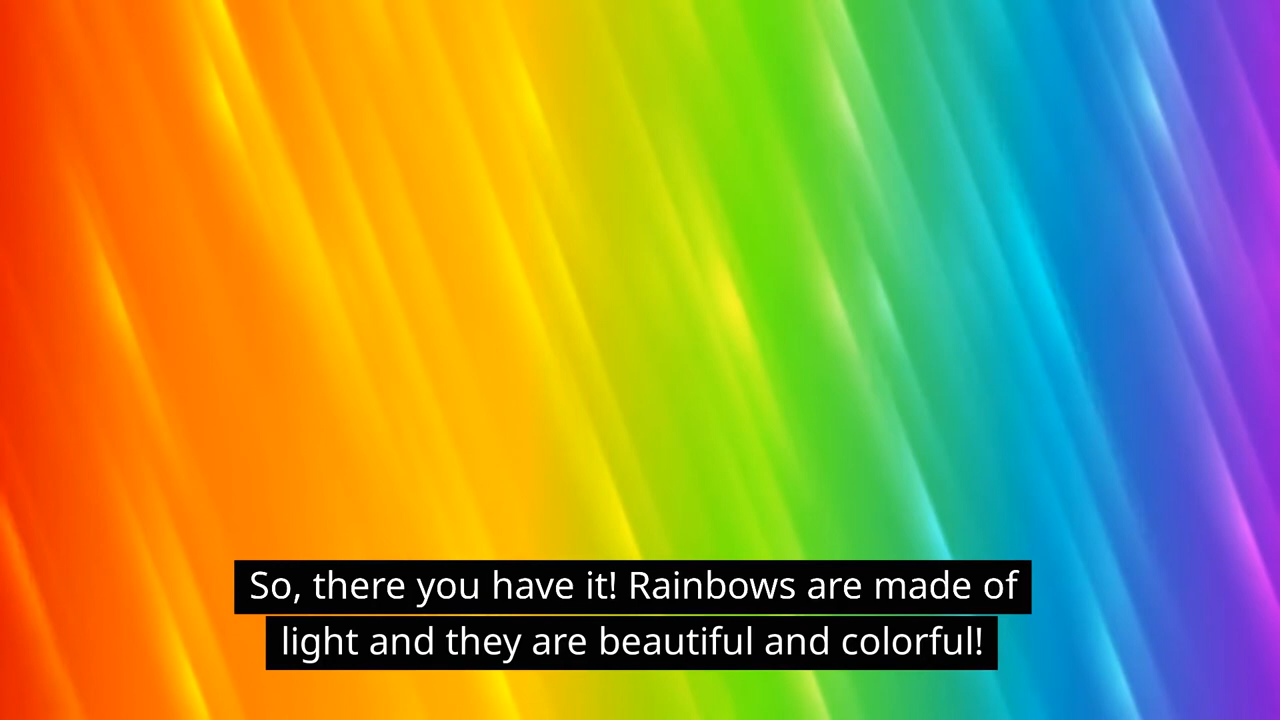 So, there you have it! Rainbows are made of
light and they are beautiful and colorful!